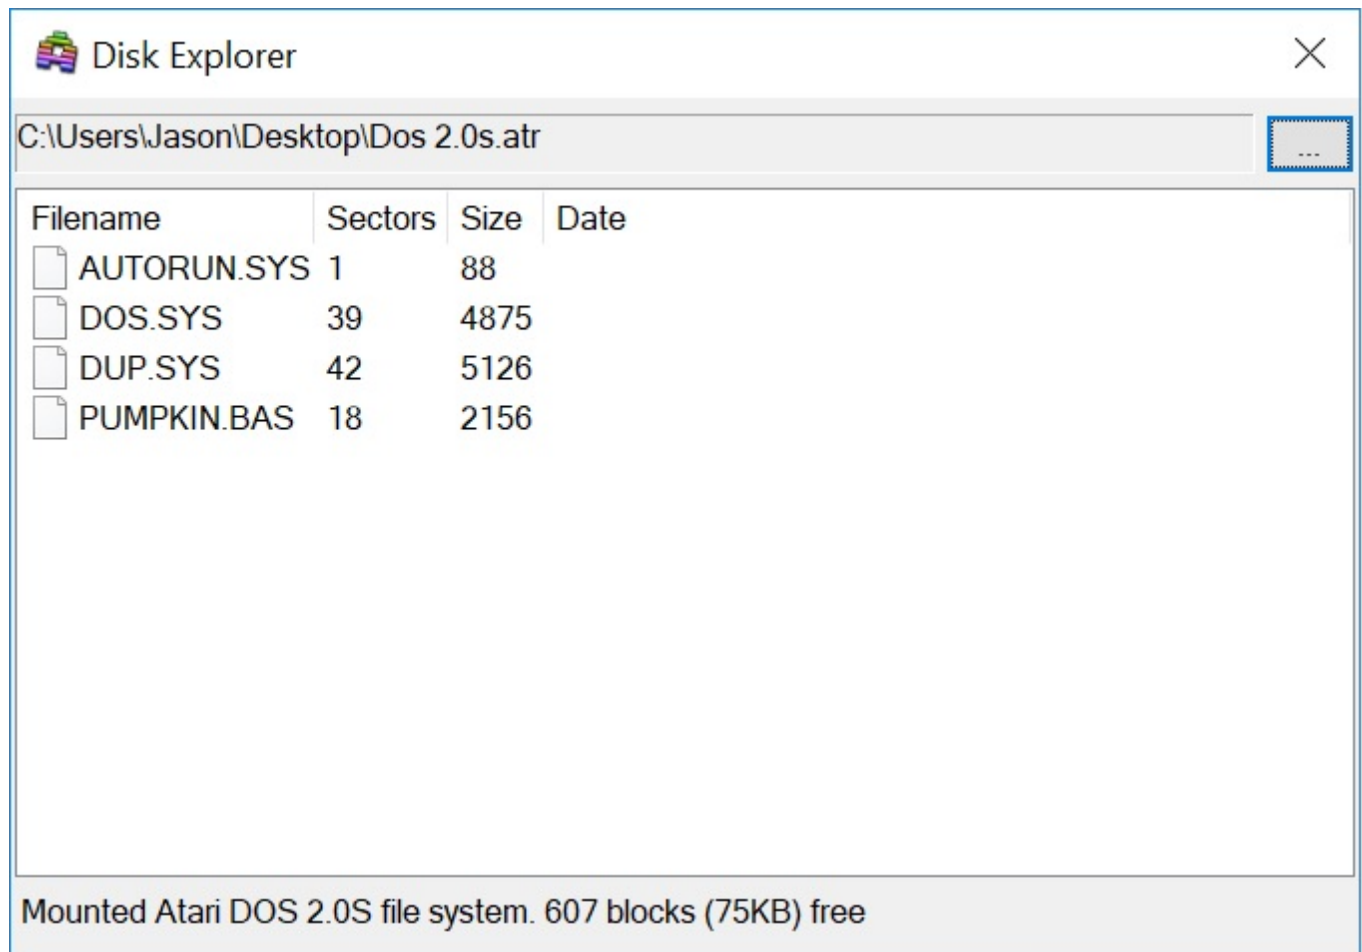 Disk Explorer
C:\Users\Jason\Desktop\Dos 2.0s.atr
...
Filename Sectors Size Date
AUTORUN.SYS 1 88
DOS.SYS 39 4875
DUP.SYS 42 5126
PUMPKIN.BAS 18 2156
Mounted Atari DOS 2.0S file system. 607 blocks (75KB) free